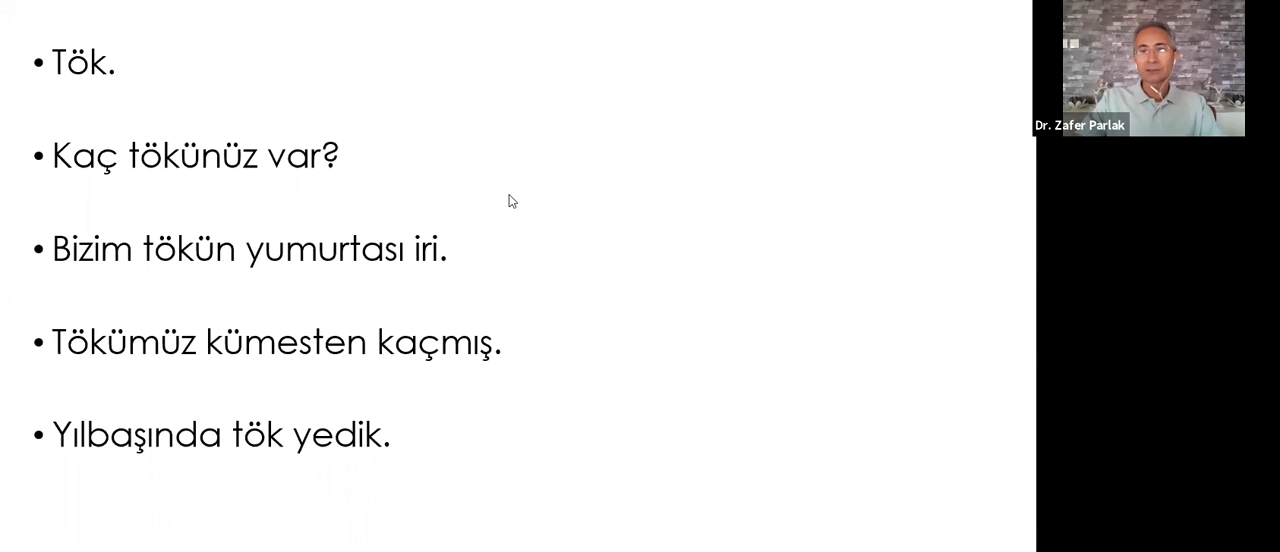 • Tök.
• Kaç tökünüz var?
• Bizim tökün yumurtası iri.
• Tökümüz kümesten kaçmış.
• Yılbaşında tök yedik.
Dr. Zafer Parlak